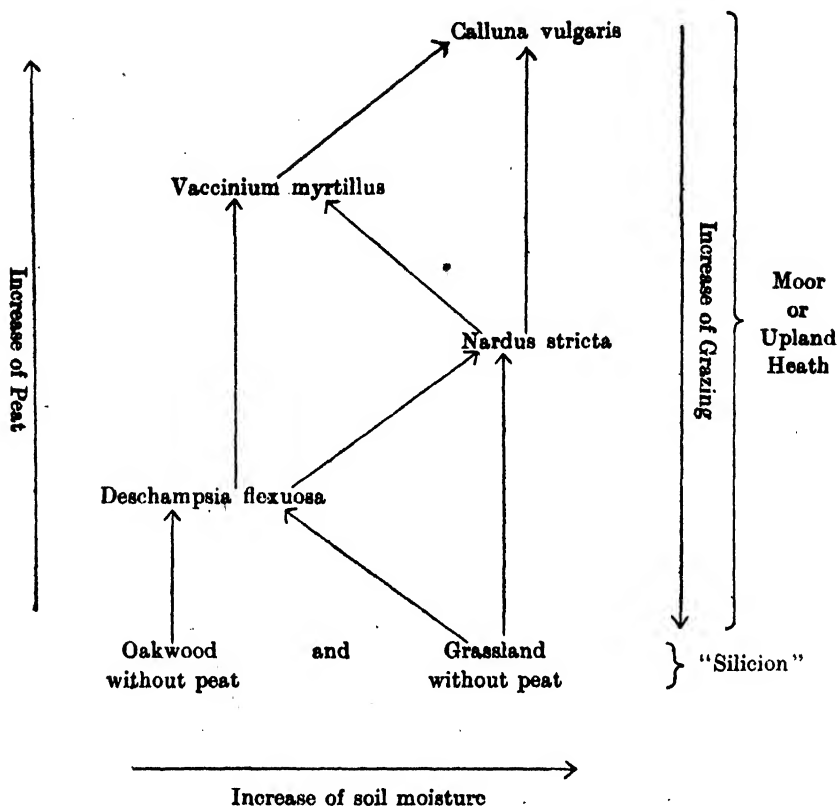 Calluna vulgaris
Vaccinium myrtillus
Increase of Peat
Increase of Grazing
Moor
or
Upland
Heath
Nardus stricta
Deschampsia flexuosa
Oakwood and Grassland
without peat without peat
"Silicion"
Increase of soil moisture